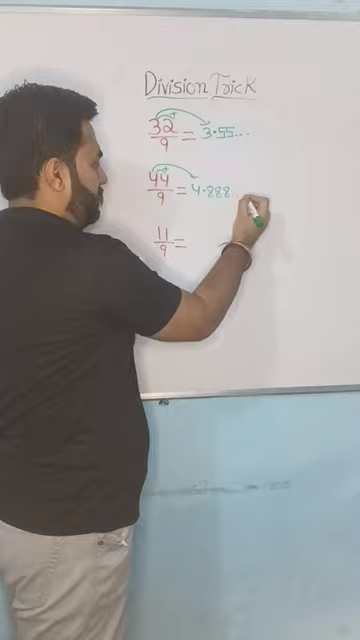 Division Trick
32/9 = 3.55...
44/9 = 4.888
11/9 =